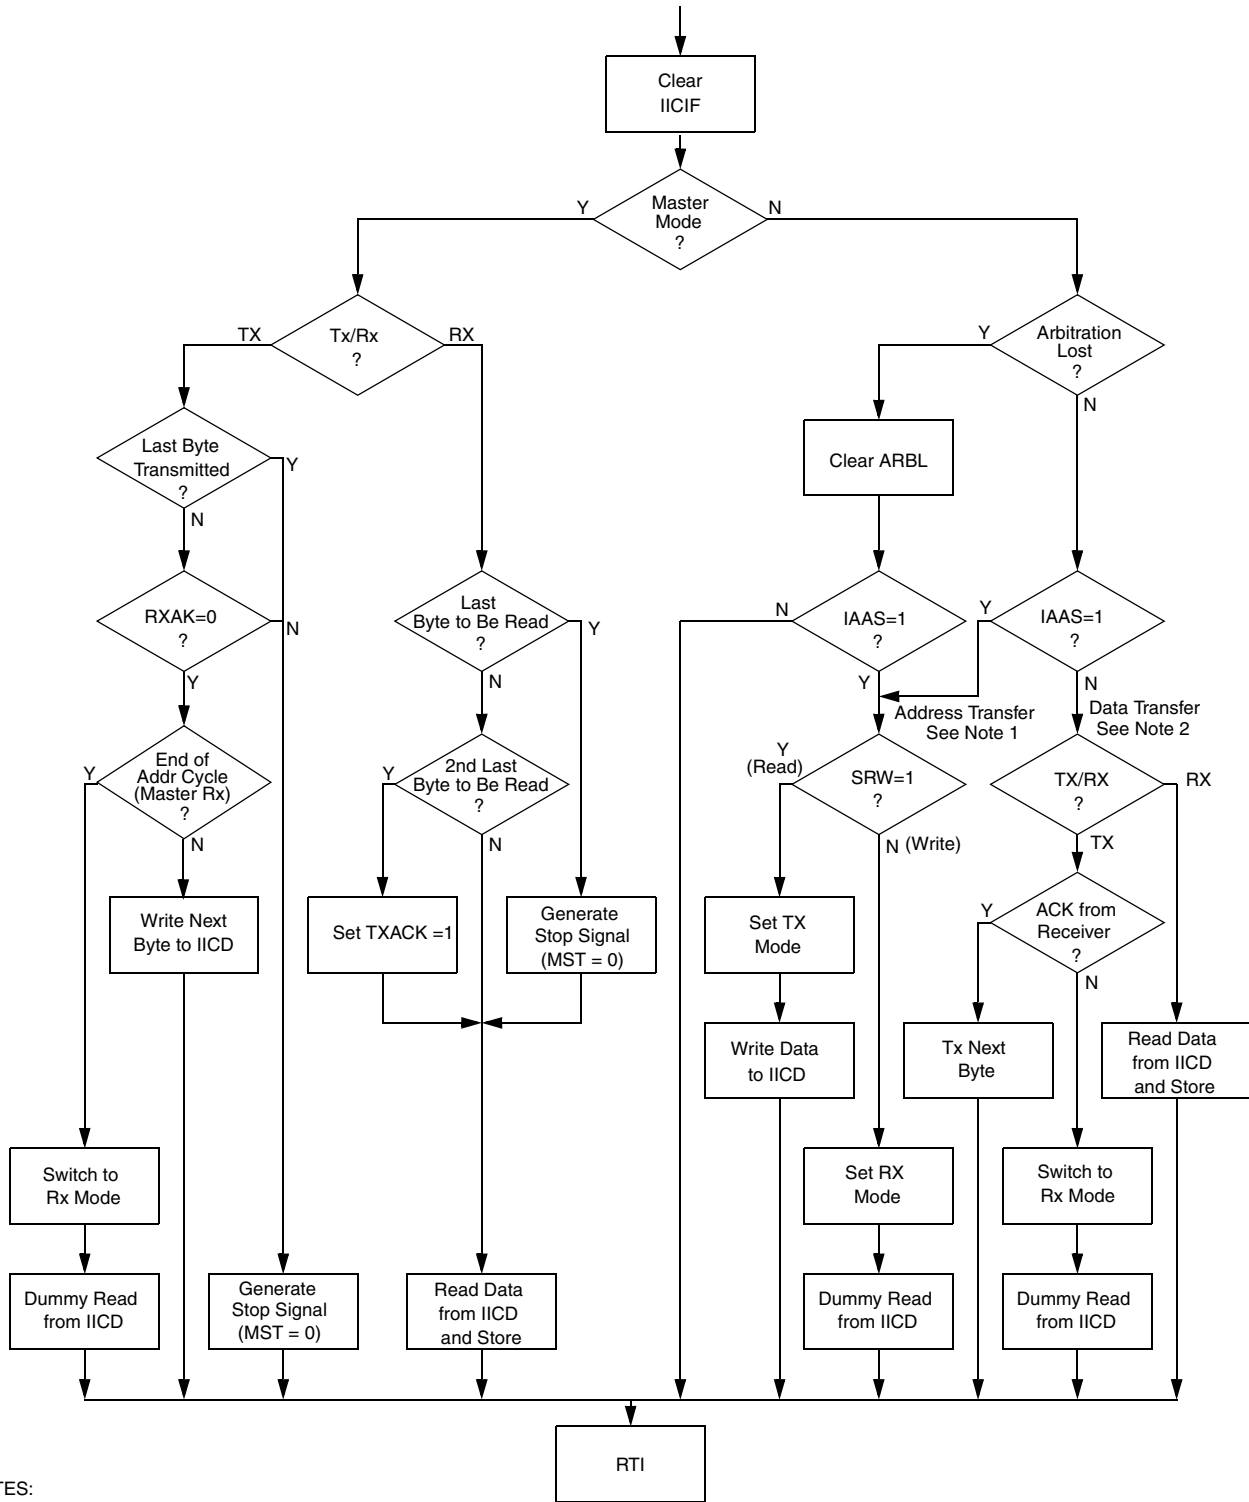 Clear
IICIF
Master
Mode
?
Y
N
Tx/Rx
?
TX
RX
Arbitration
Lost
?
Y
N
Last Byte
Transmitted
?
Y
N
Clear ARBL
RXAK=0
?
N
Y
Last
Byte to Be Read
?
Y
N
IAAS=1
?
N
Y
IAAS=1
?
Y
N
Address Transfer
See Note 1
Data Transfer
See Note 2
End of
Addr Cycle
(Master Rx)
?
Y
N
2nd Last
Byte to Be Read
?
Y
N
Y
(Read)
SRW=1
?
N (Write)
TX/RX
?
RX
TX
Write Next
Byte to IICD
Set TXACK =1
Generate
Stop Signal
(MST = 0)
Set TX
Mode
ACK from
Receiver
?
Y
N
Write Data
to IICD
Tx Next
Byte
Read Data
from IICD
and Store
Switch to
Rx Mode
Set RX
Mode
Switch to
Rx Mode
Dummy Read
from IICD
Generate
Stop Signal
(MST = 0)
Read Data
from IICD
and Store
Dummy Read
from IICD
Dummy Read
from IICD
RTI
TES: